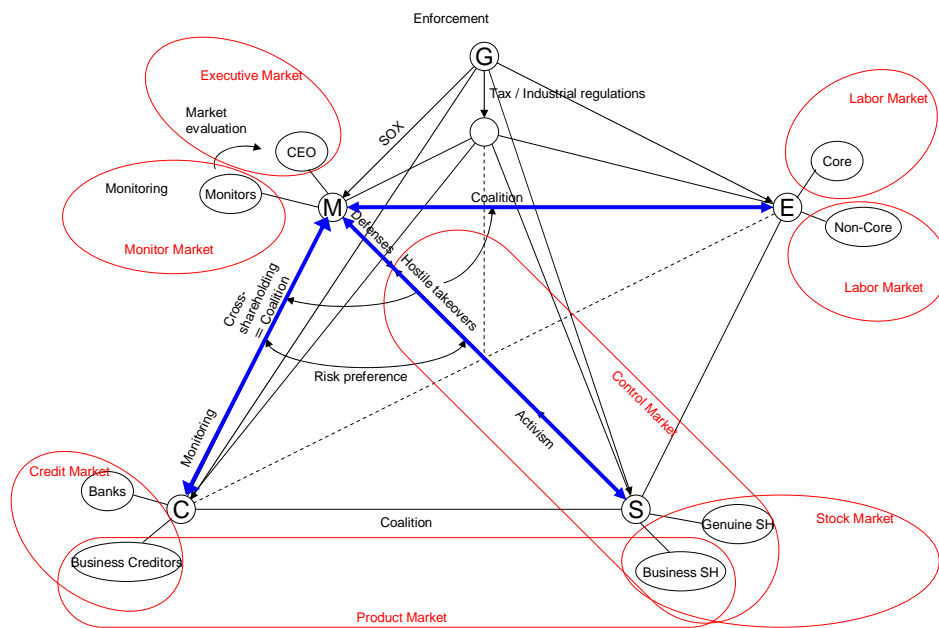 Enforcement
G
Executive Market
Tax / Industrial regulations
Labor Market
Market
evaluation
SOX
CEO
Core
Monitoring
Monitors
Coalition
M
E
Defenses
Non-Core
Monitor Market
Hostile takeovers
Labor Market
Cross-
shareholding
= Coalition
Risk preference
Control Market
Monitoring
Activism
Credit Market
Banks
C
S
Genuine SH
Stock Market
Coalition
Business Creditors
Business SH
Product Market